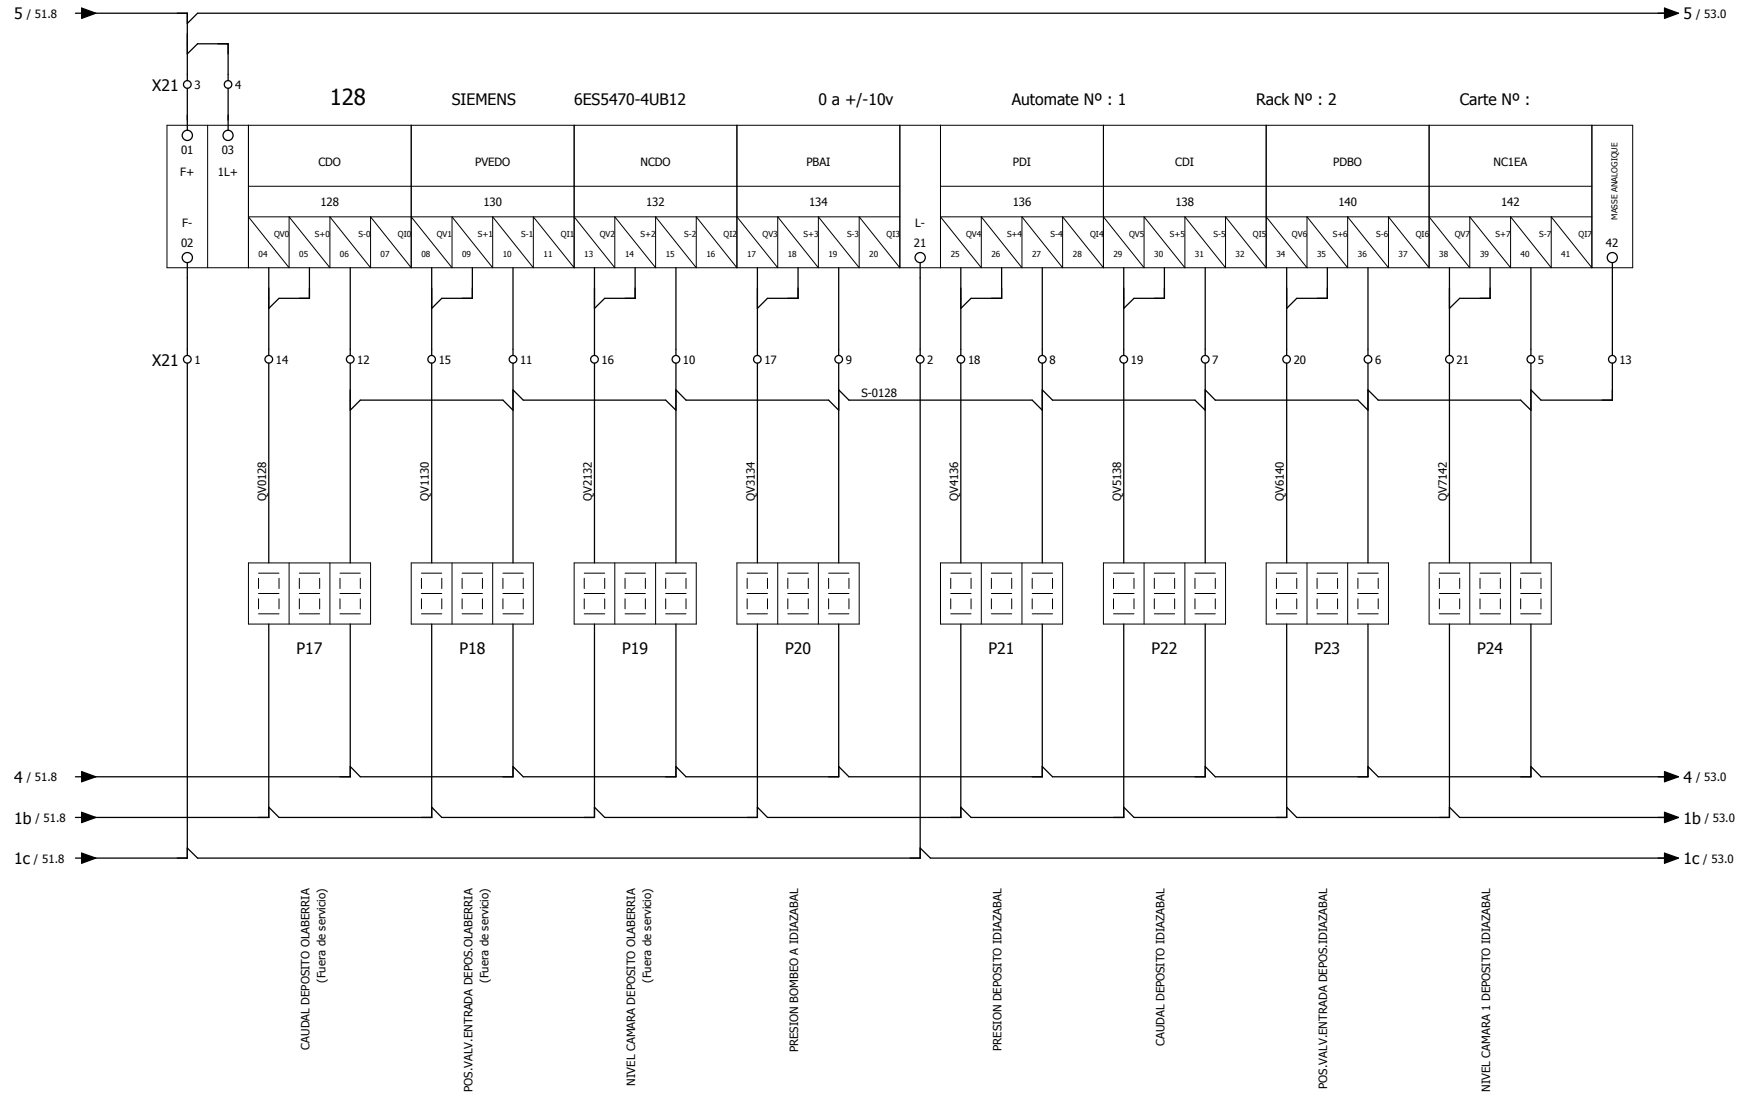 5 / 51.8
5 / 53.0
X21 3 4
128 SIEMENS 6ES5470-4UB12 0 a +/-10v Automate Nº : 1 Rack Nº : 2 Carte Nº :
01 03
F+ 1L+
CDO PVEDO NCDO PBAI PDI CDI PDBO NC1EA
MASSE ANALOGIQUE
128 130 132 134 136 138 140 142
F- L-
QV0 S+0 S-0 QI0 QV1 S+1 S-1 QI1 QV2 S+2 S-2 QI2 QV3 S+3 S-3 QI3 QV4 S+4 S-4 QI4 QV5 S+5 S-5 QI5 QV6 S+6 S-6 QI6 QV7 S+7 S-7 QI7
02 04 05 06 07 08 09 10 11 13 14 15 16 17 18 19 20 21 25 26 27 28 29 30 31 32 34 35 36 37 38 39 40 41 42
X21 1 14 12 15 11 16 10 17 9 2 18 8 19 7 20 6 21 5 13
S-0128
QV0128
QV1130
QV2132
QV3134
QV4136
QV5138
QV6140
QV7142
P17 P18 P19 P20 P21 P22 P23 P24
4 / 51.8
4 / 53.0
1b / 51.8
1b / 53.0
1c / 51.8
1c / 53.0
CAUDAL DEPOSITO OLABERRIA
(Fuera de servicio)
POS.VALV.ENTRADA DEPOS.OLABERRIA
(Fuera de servicio)
NIVEL CAMARA DEPOSITO OLABERRIA
(Fuera de servicio)
PRESION BOMBEO A IDIAZABAL
PRESION DEPOSITO IDIAZABAL
CAUDAL DEPOSITO IDIAZABAL
POS.VALV.ENTRADA DEPOS.IDIAZABAL
NIVEL CAMARA 1 DEPOSITO IDIAZABAL